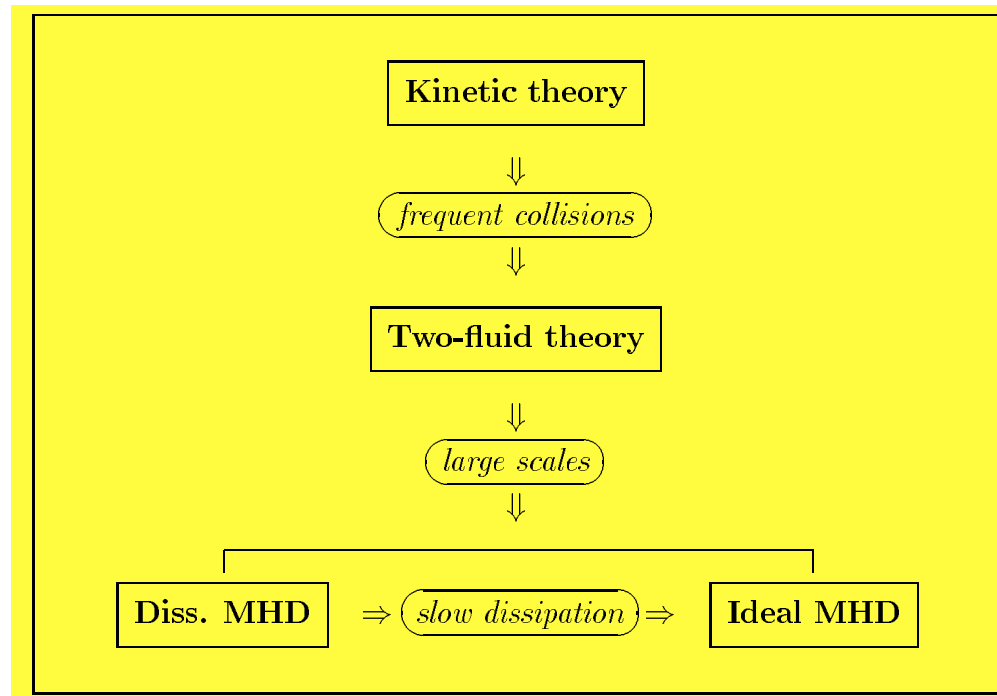 Kinetic theory
⇓
frequent collisions
⇓
Two-fluid theory
⇓
large scales
⇓
Diss. MHD ⇒ slow dissipation ⇒ Ideal MHD